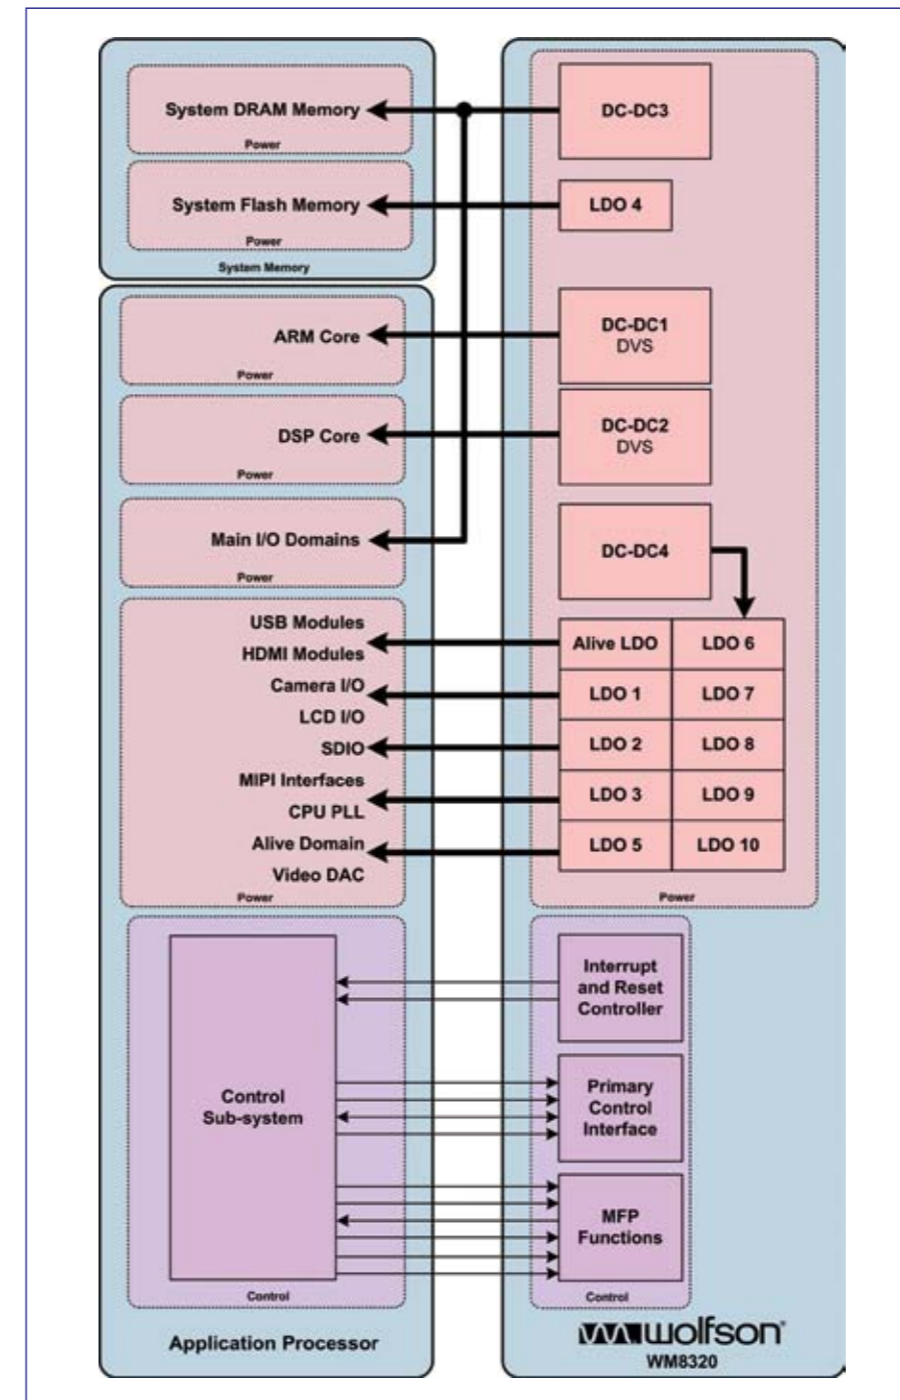 System DRAM Memory
Power
System Flash Memory
Power
System Memory
ARM Core
Power
DSP Core
Power
Main I/O Domains
Power
USB Modules
HDMI Modules
Camera I/O
LCD I/O
SDIO
MIPI Interfaces
CPU PLL
Alive Domain
Video DAC
Power
Control
Sub-system
Control
Application Processor
DC-DC3
LDO 4
DC-DC1
DVS
DC-DC2
DVS
DC-DC4
Alive LDO LDO 6
LDO 1 LDO 7
LDO 2 LDO 8
LDO 3 LDO 9
LDO 5 LDO 10
Power
Interrupt
and Reset
Controller
Primary
Control
Interface
MFP
Functions
Control
wolfson®
WM8320